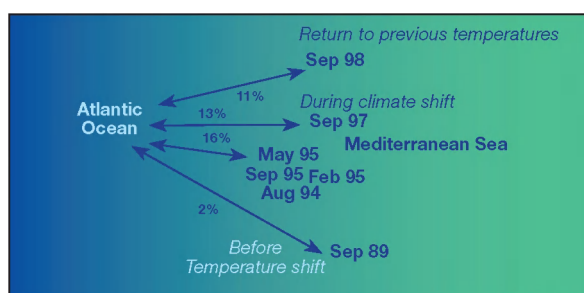 Return to previous temperatures
Sep 98
11%
Atlantic
Ocean
During climate shift
13%
Sep 97
Mediterranean Sea
16%
May 95
Sep 95 Feb 95
Aug 94
2%
Before
Temperature shift
Sep 89